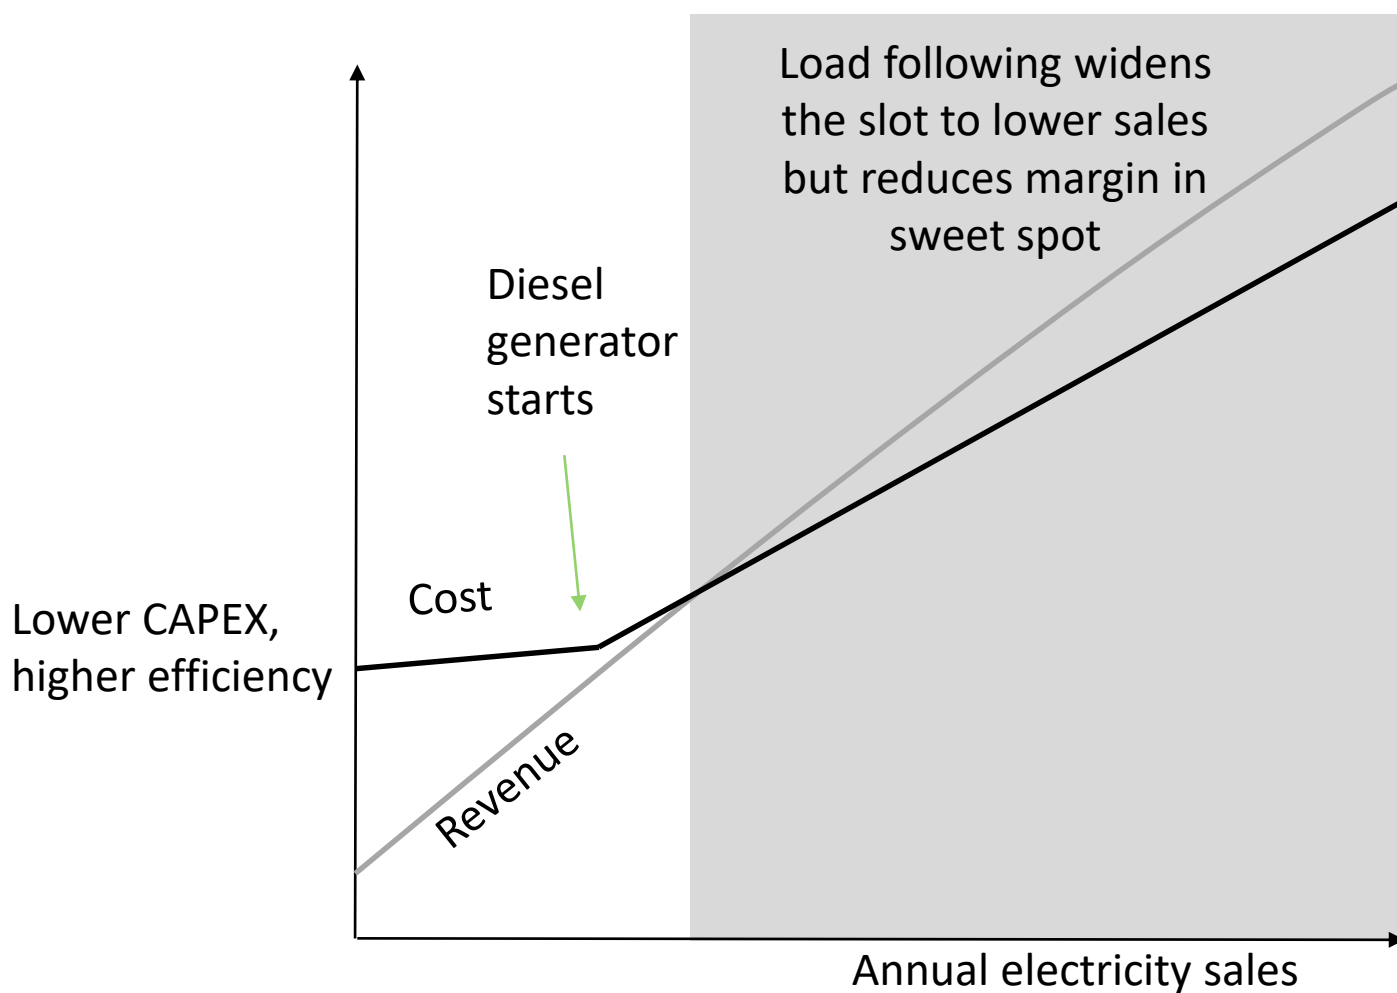 Load following widens
the slot to lower sales
but reduces margin in
sweet spot
Diesel
generator
starts
Cost
Lower CAPEX,
higher efficiency
Revenue
Annual electricity sales